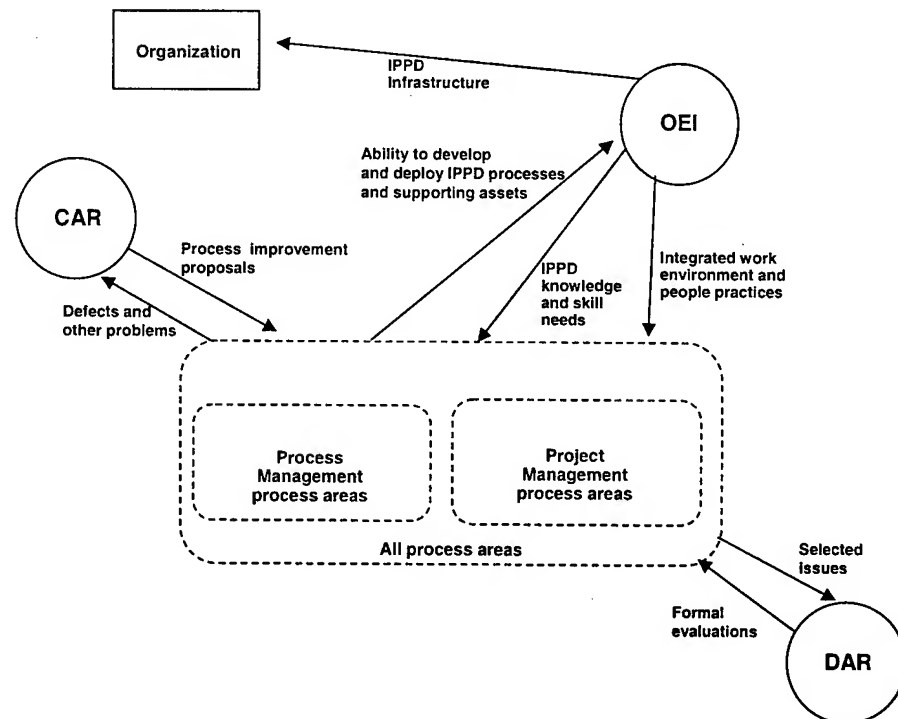 Organization
IPPD
Infrastructure
OEI
Ability to develop
and deploy IPPD processes
and supporting assets
CAR
Process improvement
proposals
Defects and
other problems
IPPD
knowledge
and skill
needs
Integrated work
environment and
people practices
Process
Management
process areas
Project
Management
process areas
All process areas
Selected
issues
Formal
evaluations
DAR